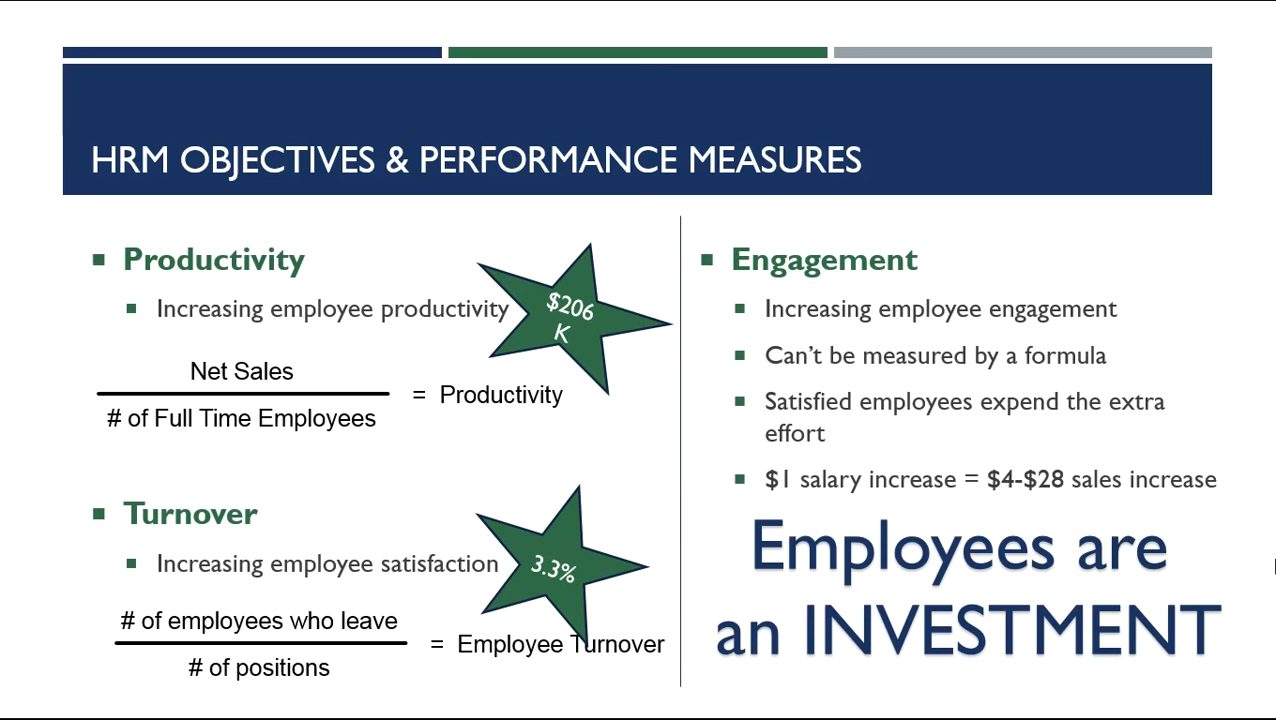 HRM OBJECTIVES & PERFORMANCE MEASURES
Productivity
Increasing employee productivity
$206
K
Net Sales
# of Full Time Employees
= Productivity
Turnover
Increasing employee satisfaction
3.3%
# of employees who leave
# of positions
= Employee Turnover
Engagement
Increasing employee engagement
Can’t be measured by a formula
Satisfied employees expend the extra
effort
$1 salary increase = $4-$28 sales increase
Employees are
an INVESTMENT